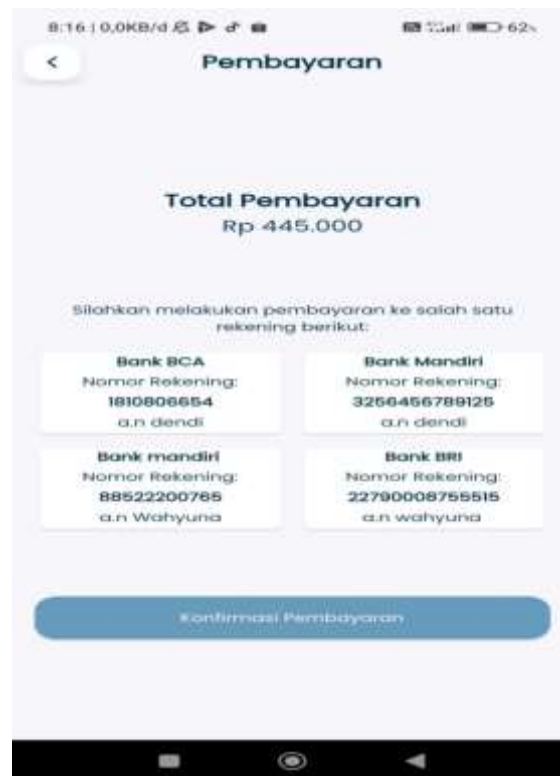 8:16 | 0,0KB/d
62%
Pembayaran
Total Pembayaran
Rp 445.000
Silahkan melakukan pembayaran ke salah satu
rekening berikut:
Bank BCA
Nomor Rekening:
1810806654
a.n dendi
Bank Mandiri
Nomor Rekening:
3256456789125
a.n dendi
Bank mandiri
Nomor Rekening:
88522200765
a.n Wahyuna
Bank BRI
Nomor Rekening:
22790008755515
a.n wahyuna
Konfirmasi Pembayaran